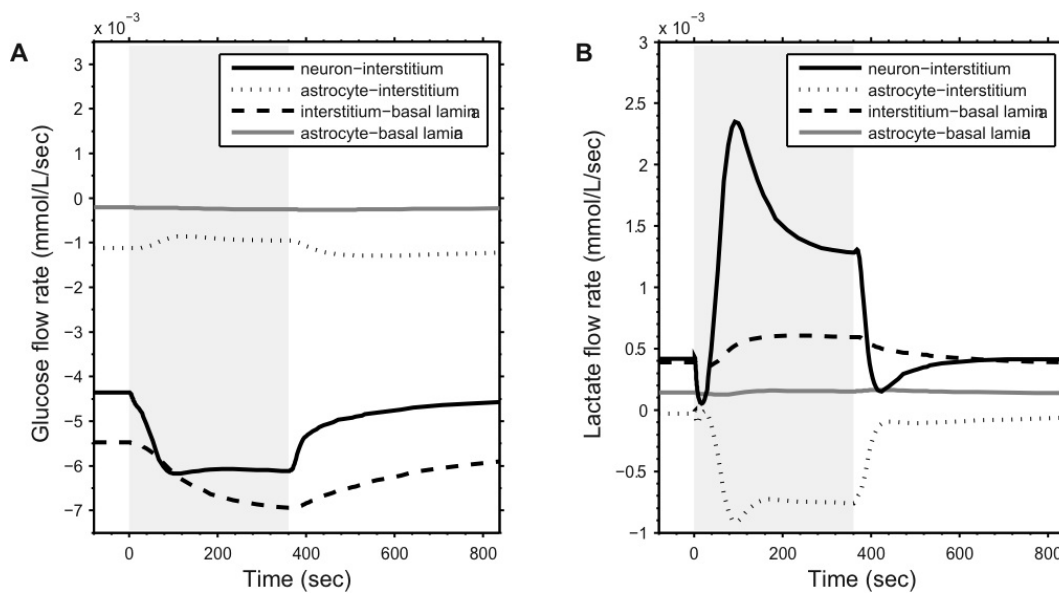 A
x 10⁻³
3
2
1
0
−1
−2
−3
−4
−5
−6
−7
Glucose flow rate (mmol/L/sec)
neuron-interstitium
astrocyte-interstitium
interstitium-basal lamina
astrocyte-basal lamina
0
200
400
600
800
Time (sec)
B
x 10⁻³
3
2.5
2
1.5
1
0.5
0
−0.5
−1
Lactate flow rate (mmol/L/sec)
neuron-interstitium
astrocyte-interstitium
interstitium-basal lamina
astrocyte-basal lamina
0
200
400
600
800
Time (sec)